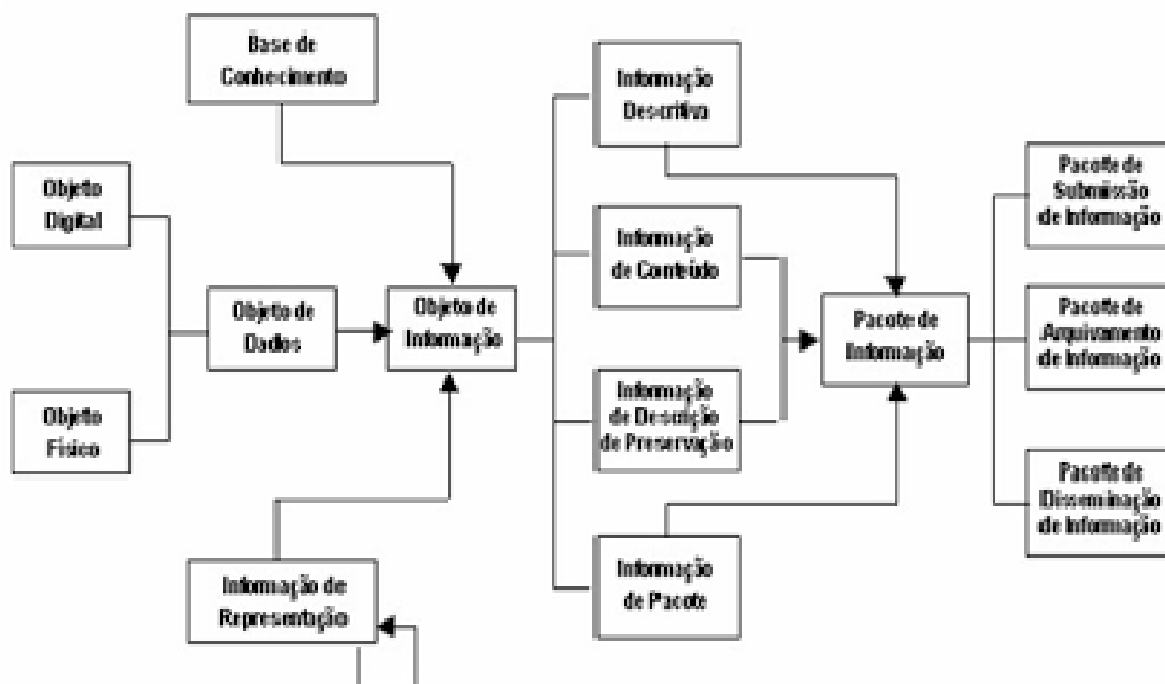 Base de
Conhecimento
Informação
Descritiva
Objeto
Digital
Pacote de
Submissão
de Informação
Informação
de Conteúdo
Objeto de
Dados
Objeto de
Informação
Pacote de
Informação
Pacote de
Arquivamento
de Informação
Objeto
Físico
Informação
de Descrição
de Preservação
Pacote de
Disseminação
de Informação
Informação de
Representação
Informação
de Pacote